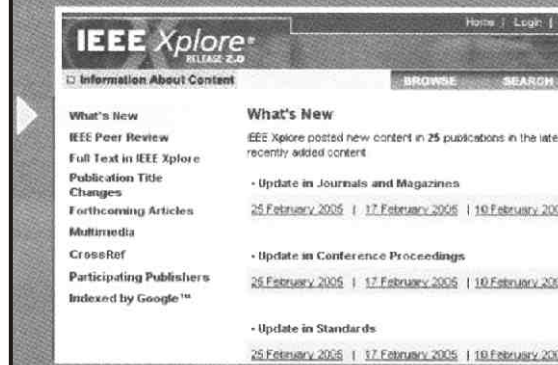 Home | Login |
IEEE Xplore®
RELEASE 2.0
Information About Content
BROWSE SEARCH
What's New
IEEE Peer Review
Full Text in IEEE Xplore
Publication Title
Changes
Forthcoming Articles
Multimedia
CrossRef
Participating Publishers
Indexed by Google™
What's New
IEEE Xplore posted new content in 25 publications in the late
recently added content
• Update in Journals and Magazines
25 February 2005 | 17 February 2005 | 10 February 200
• Update in Conference Proceedings
25 February 2005 | 17 February 2005 | 10 February 200
• Update in Standards
25 February 2005 | 17 February 2005 | 10 February 200